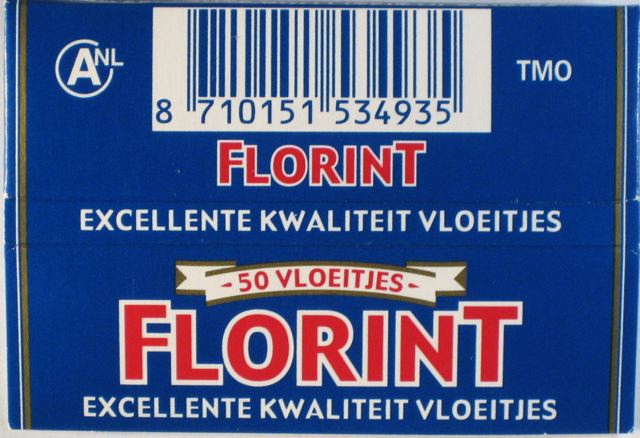 A NL
TMO
8 710151 534935
FLORINT
EXCELLENTE KWALITEIT VLOEITJES
- 50 VLOEITJES -
FLORINT
EXCELLENTE KWALITEIT VLOEITJES